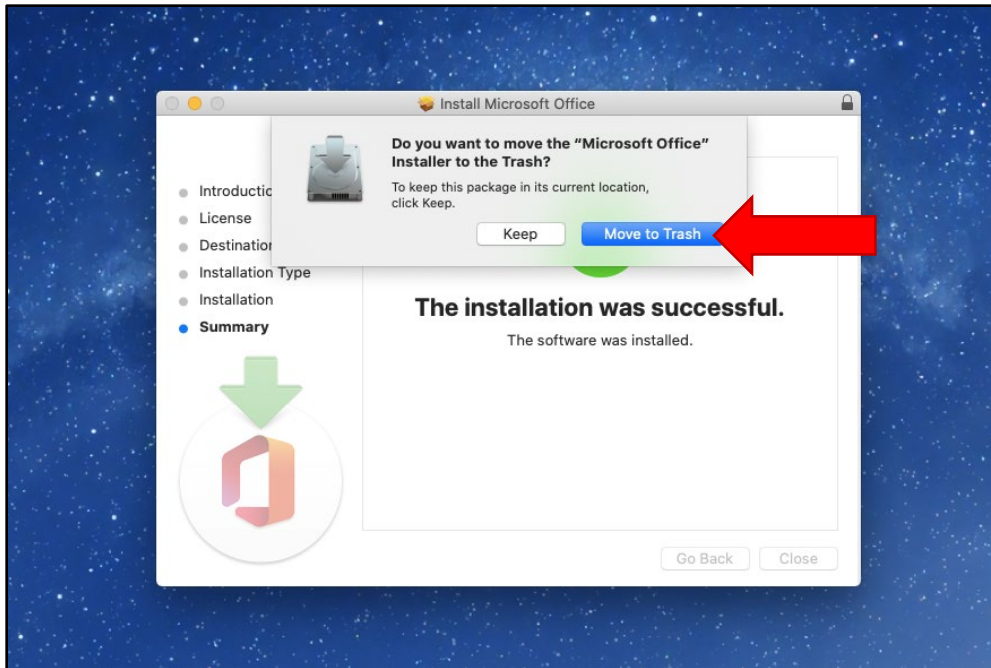 Install Microsoft Office
Do you want to move the “Microsoft Office”
Installer to the Trash?
To keep this package in its current location,
click Keep.
Keep
Move to Trash
Introductio
License
Destination
Installation Type
Installation
Summary
The installation was successful.
The software was installed.
Go Back
Close